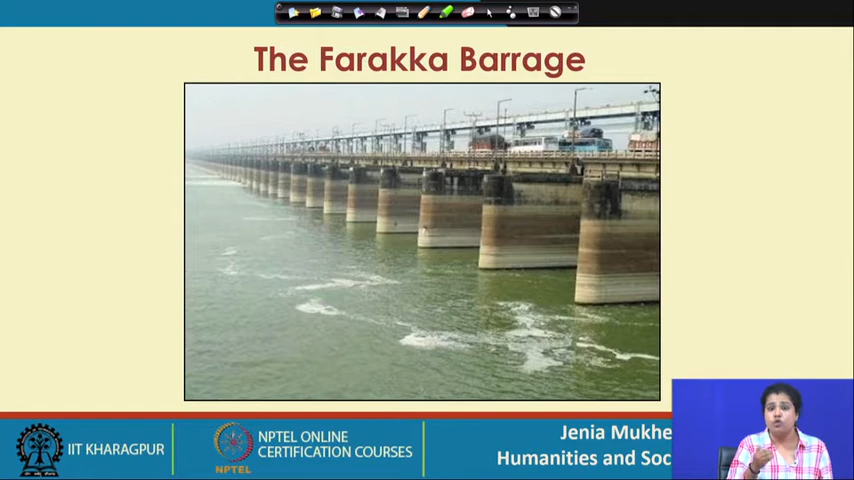 The Farakka Barrage
IIT KHARAGPUR
NPTEL
NPTEL ONLINE
CERTIFICATION COURSES
Jenia Mukhe
Humanities and Soc